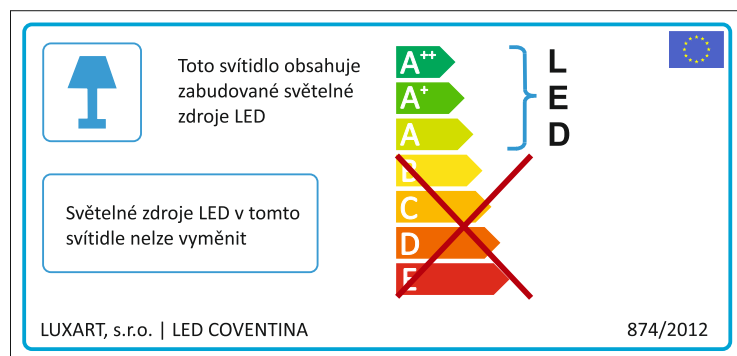 Toto svítidlo obsahuje
zabudované světelné
zdroje LED
A++
A+
A
B
C
D
E
L
E
D
Světelné zdroje LED v tomto
svítidle nelze vyměnit
LUXART, s.r.o. | LED COVENTINA
874/2012